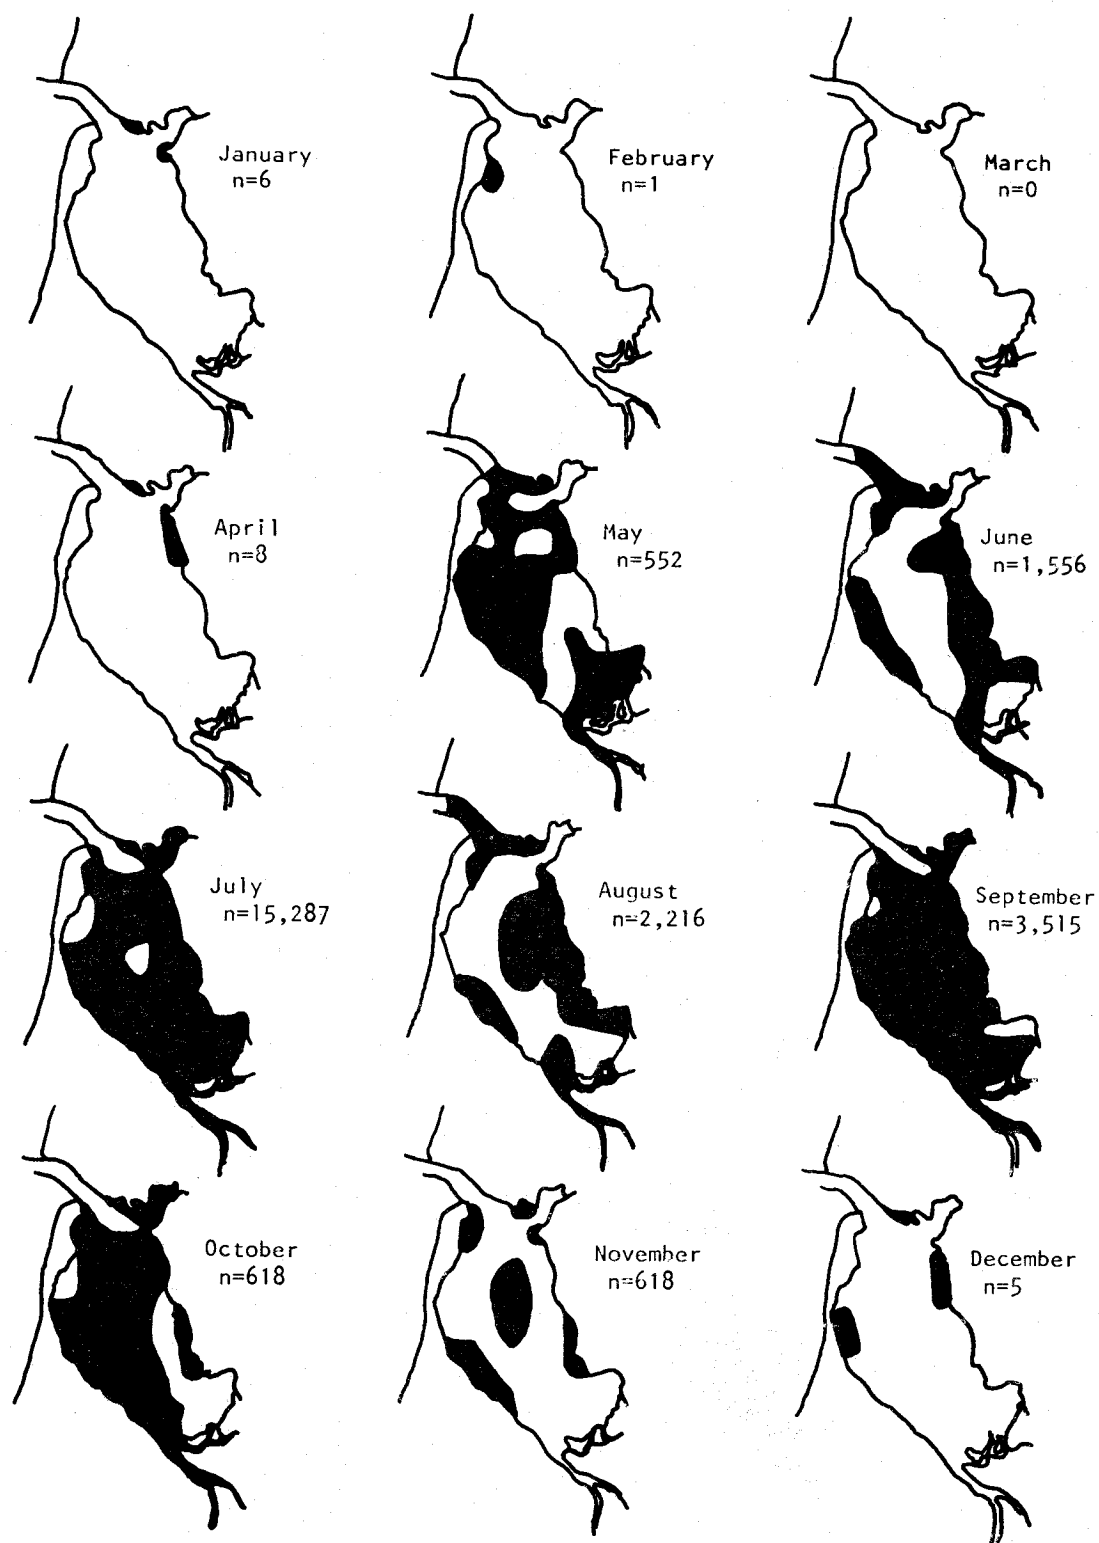 January
n=6
February
n=1
March
n=0
April
n=8
May
n=552
June
n=1,556
July
n=15,287
August
n=2,216
September
n=3,515
October
n=618
November
n=618
December
n=5